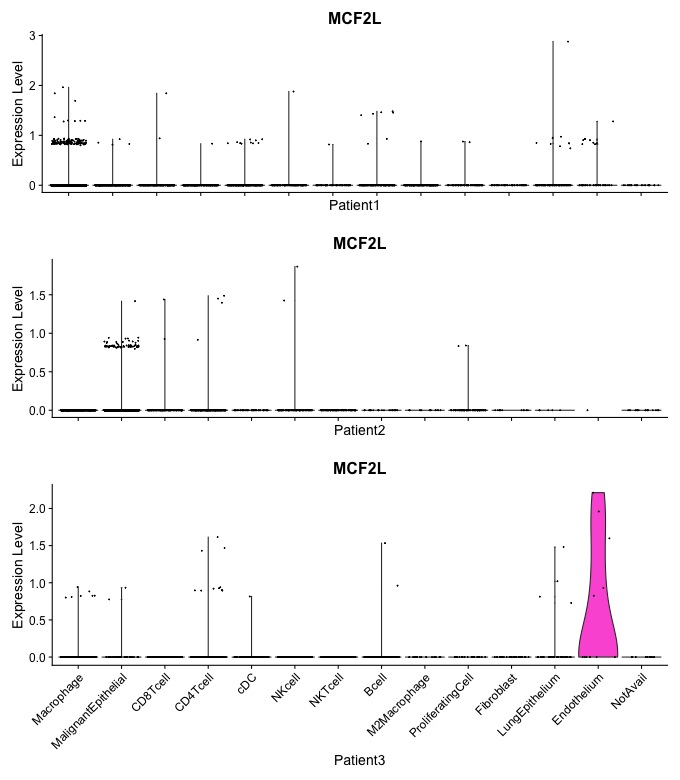 MCF2L
Expression Level
3
2
1
0
Patient1
MCF2L
Expression Level
1.5
1.0
0.5
0.0
Patient2
MCF2L
Expression Level
2.0
1.5
1.0
0.5
0.0
Macrophage
MalignantEpithelial
CD8Tcell
CD4Tcell
cDC
NKcell
NKTcell
Bcell
M2Macrophage
ProliferatingCell
Fibroblast
LungEpithelium
Endothelium
NotAvail
Patient3